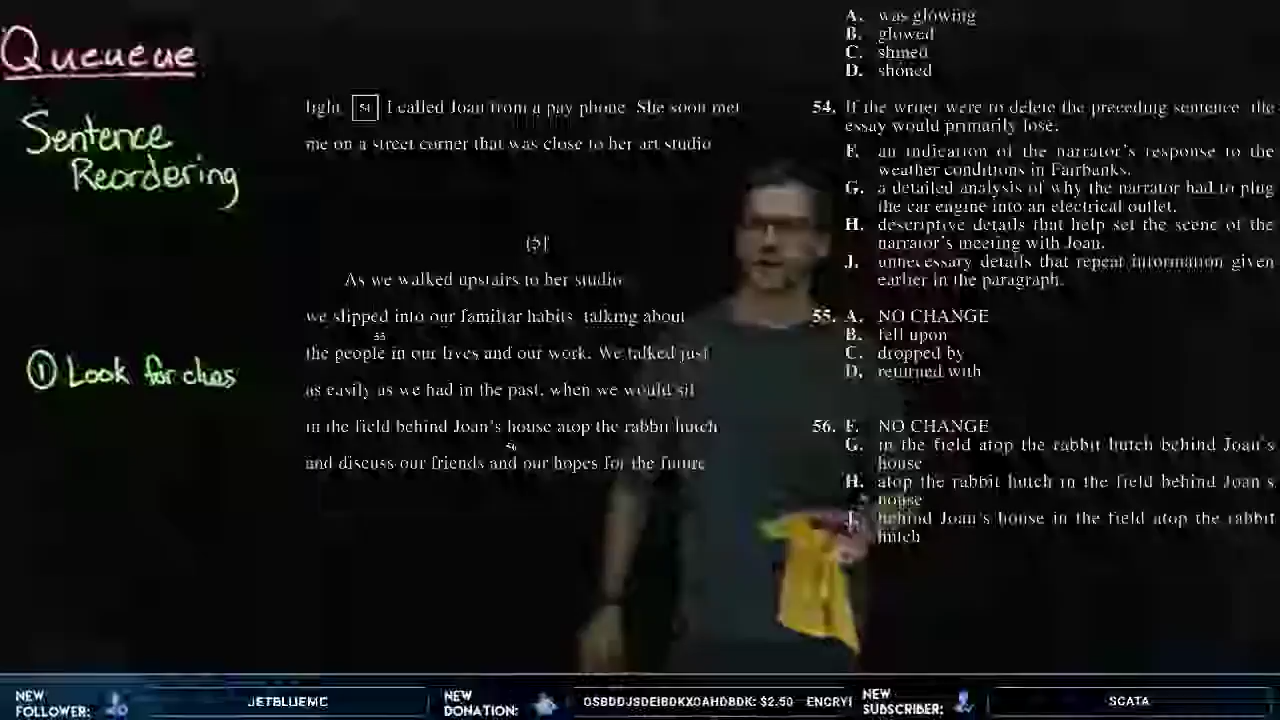 Queueue
Sentence
Reordering
① Look for clues
light. 54 I called Joan from a pay phone. She soon met
me on a street corner that was close to her art studio
[5]
As we walked upstairs to her studio
we slipped into our familiar habits talking about
55
the people in our lives and our work. We talked just
as easily as we had in the past, when we would sit
in the field behind Joan's house atop the rabbit hutch
56
and discuss our friends and our hopes for the future
A. was glowing
B. glowed
C. shined
D. shoned
54. If the writer were to delete the preceding sentence the
essay would primarily lose:
F. an indication of the narrator's response to the
weather conditions in Fairbanks.
G. a detailed analysis of why the narrator had to plug
the car engine into an electrical outlet.
H. descriptive details that help set the scene of the
narrator's meeting with Joan.
J. unnecessary details that repeat information given
earlier in the paragraph.
55. A. NO CHANGE
B. fell upon
C. dropped by
D. returned with
56. F. NO CHANGE
G. in the field atop the rabbit hutch behind Joan's
house
H. atop the rabbit hutch in the field behind Joan's
house
J. behind Joan's house in the field atop the rabbit
hutch
NEW
FOLLOWER:
JETBLUEMC
NEW
DONATION:
OSBDDJSDEIBDKXOAHDBDK: $2.50 - ENCRYI
NEW
SUBSCRIBER:
SCATA